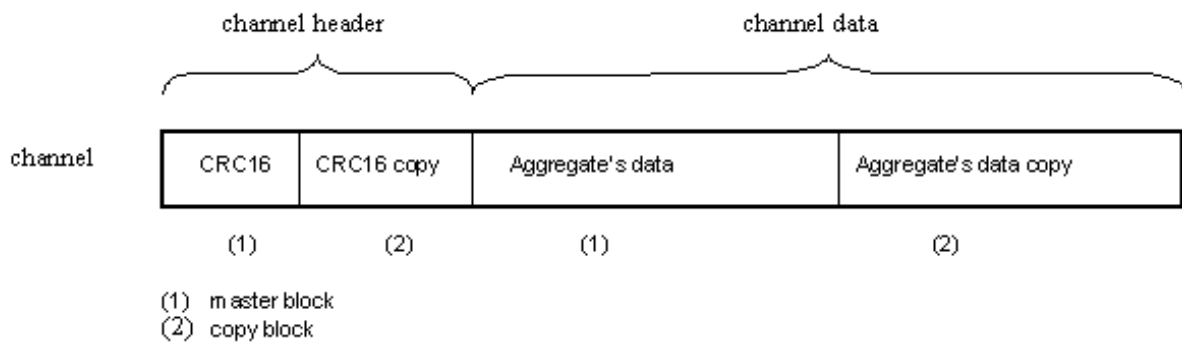 channel header
channel data
channel
CRC16
CRC16 copy
Aggregate's data
Aggregate's data copy
(1)
(2)
(1)
(2)
(1) master block
(2) copy block